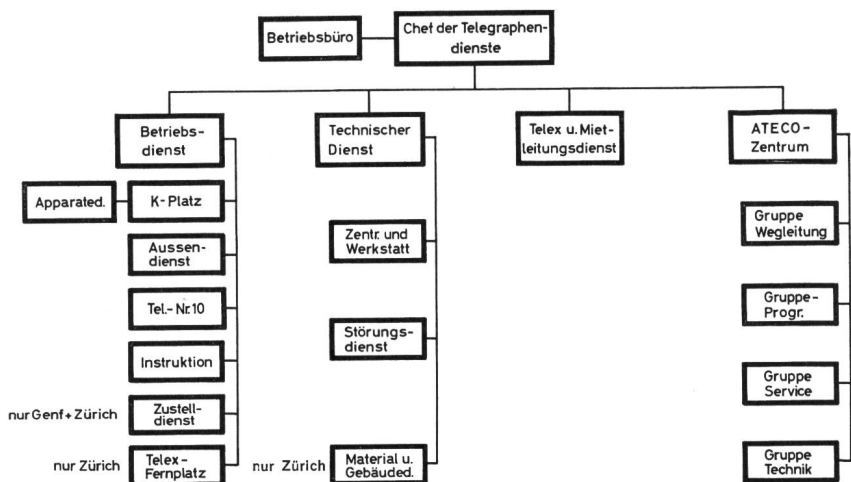 Betriebsbüro
Chef der Telegraphen-
dienste
Betriebs-
dienst
Technischer
Dienst
Telex u. Miet-
leitungsdienst
ATECO-
Zentrum
Apparated.
K-Platz
Zentr. und
Werkstatt
Gruppe
Wegleitung
Aussen-
dienst
Tel.-Nr.10
Gruppe-
Progr.
Störungs-
dienst
Instruktion
Gruppe
Service
nur Genf+Zürich
Zustell-
dienst
nur Zürich
Telex-
Fernplatz
nur Zürich
Material u.
Gebäuded.
Gruppe
Technik